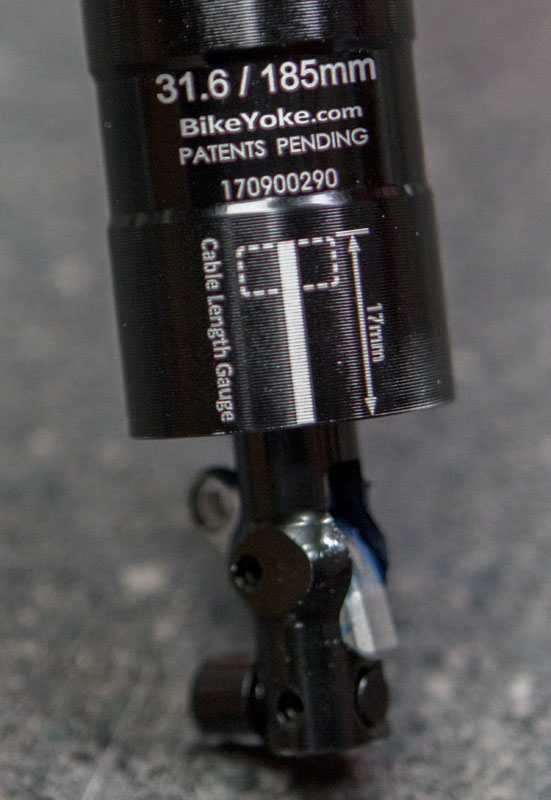 31.6 / 185mm
BikeYoke.com
PATENTS PENDING
170900290
Cable Length Gauge
17mm